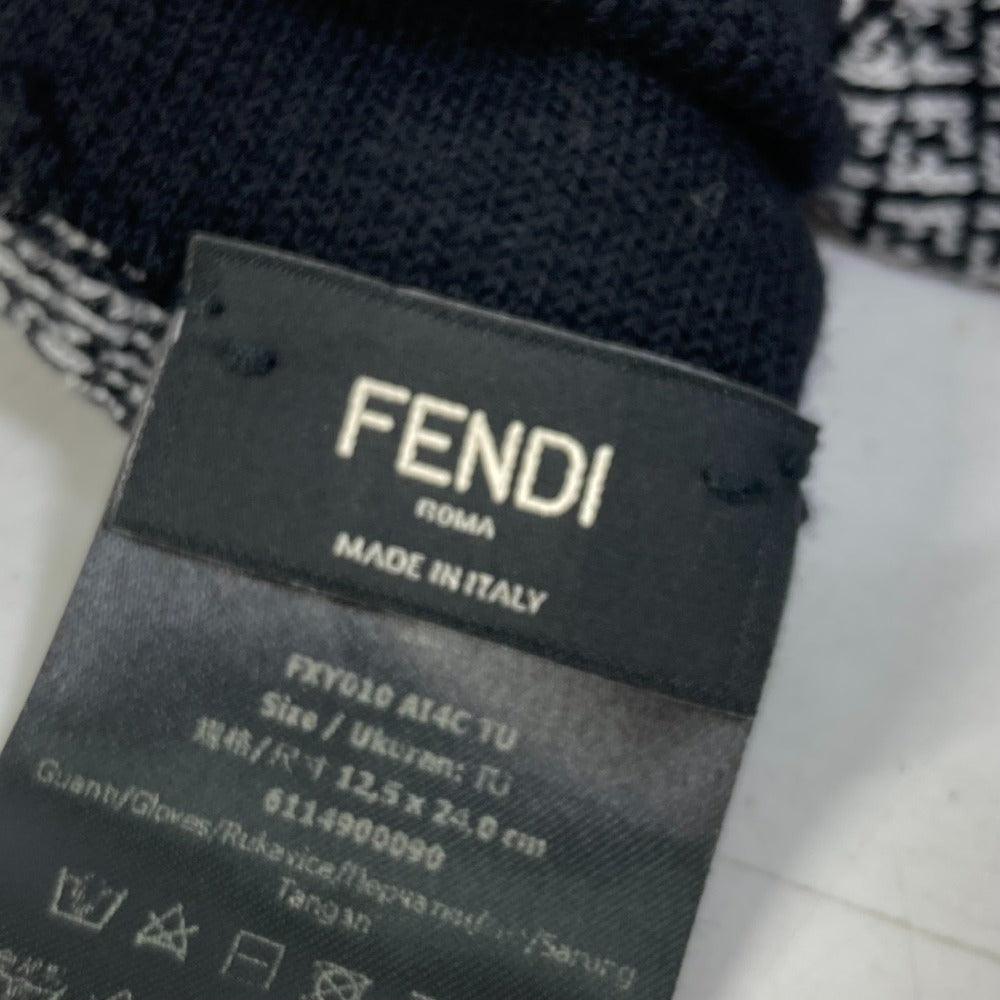 FENDI
ROMA
MADE IN ITALY
FXY010 AI4C TU
Size / Ukuran: TU
规格/尺寸 12,5 x 24,0 cm
6114900090
Guanti/Gloves/Rukavice/Перчатки/Sarung
Tangan